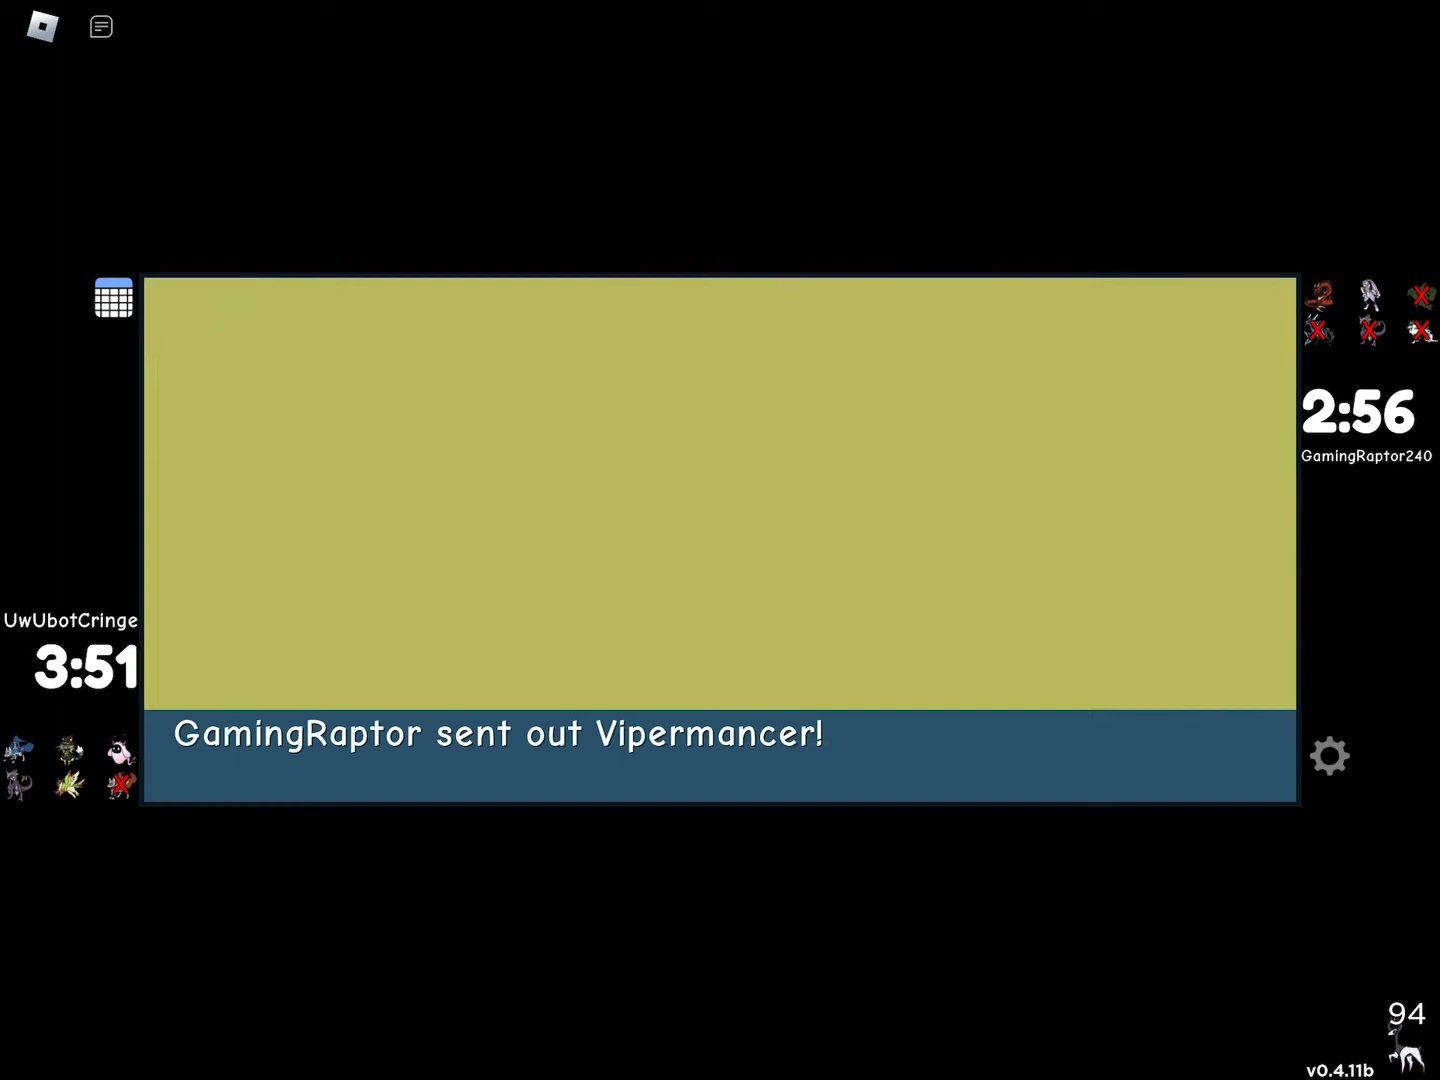 2:56
GamingRaptor240
UwUbotCringe
3:51
GamingRaptor sent out Vipermancer!
94
v0.4.11b